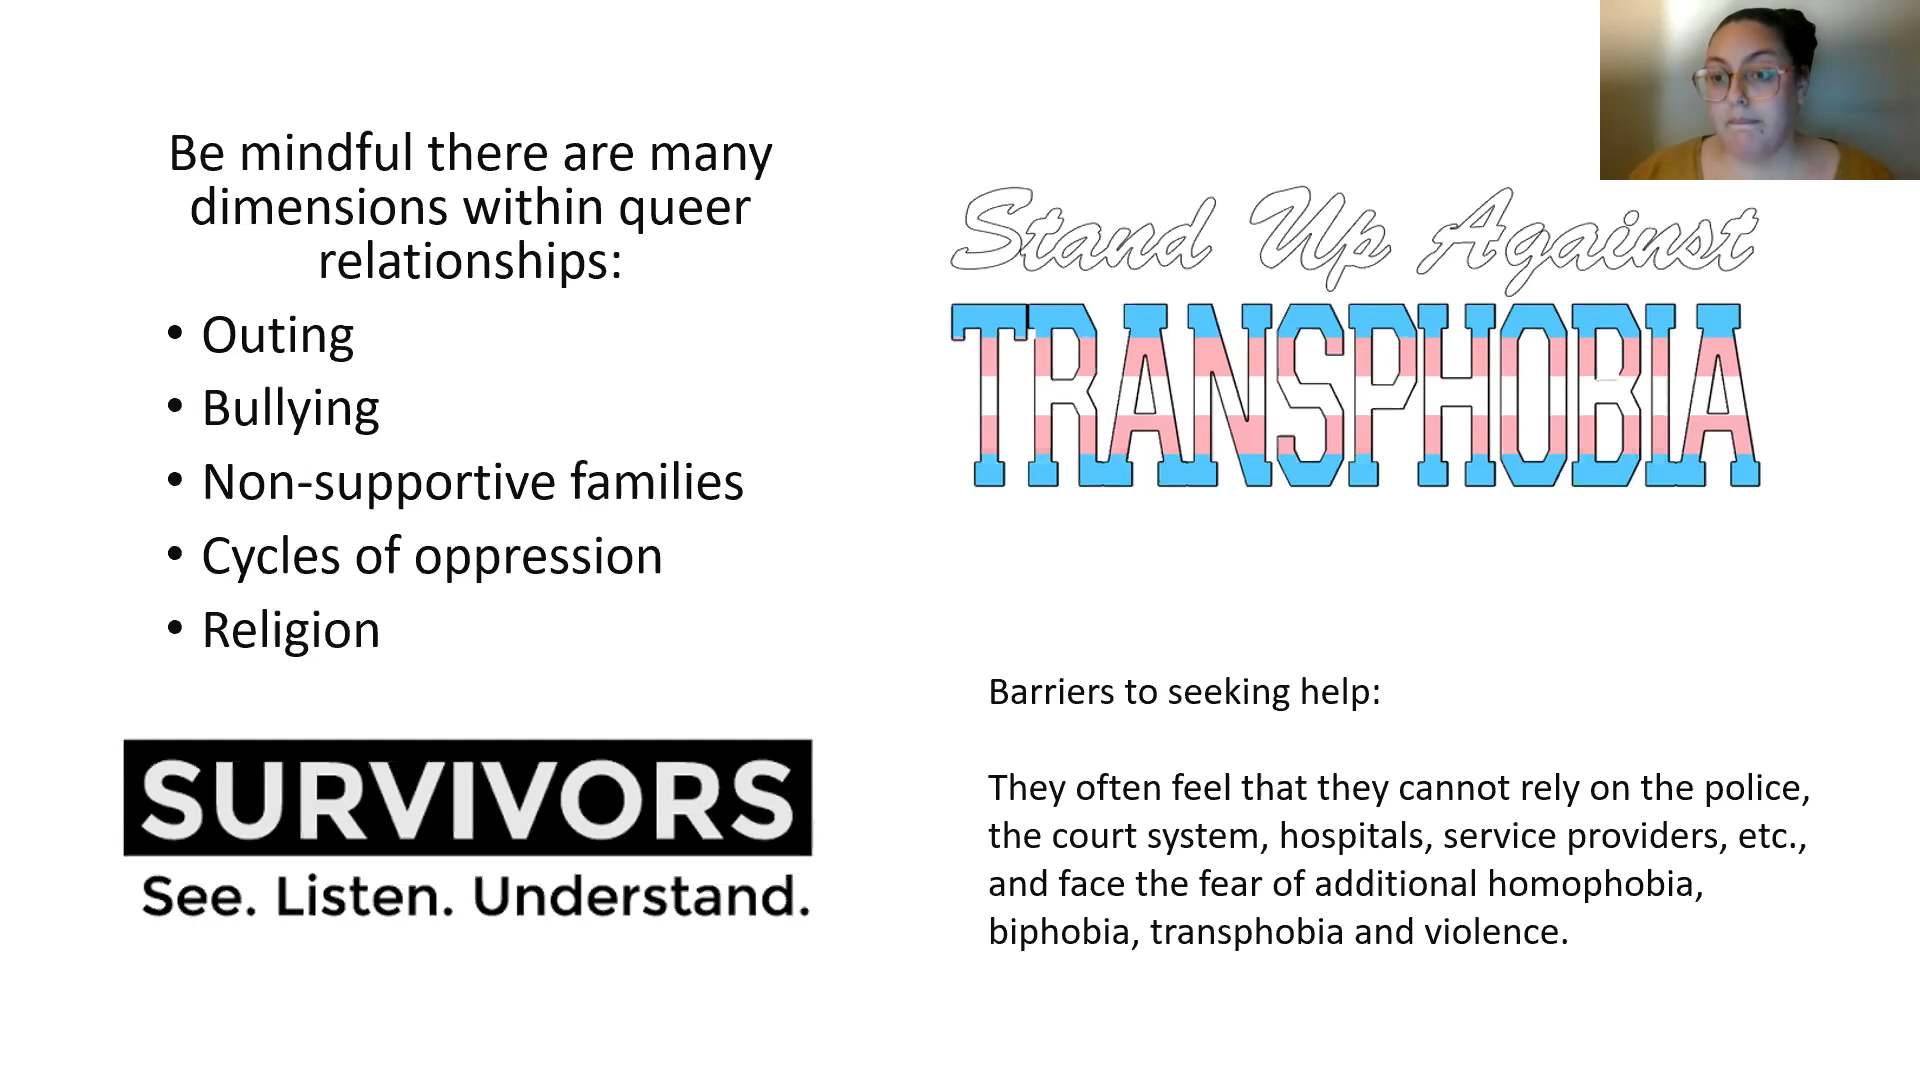 Be mindful there are many
dimensions within queer
relationships:
• Outing
• Bullying
• Non-supportive families
• Cycles of oppression
• Religion
SURVIVORS
See. Listen. Understand.
Stand Up Against
TRANSPHOBIA
Barriers to seeking help:
They often feel that they cannot rely on the police,
the court system, hospitals, service providers, etc.,
and face the fear of additional homophobia,
biphobia, transphobia and violence.